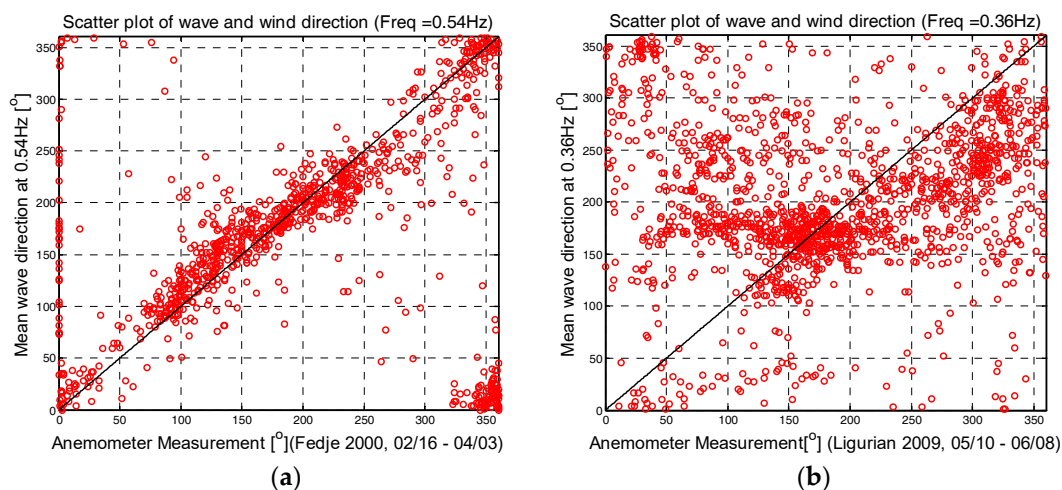 Scatter plot of wave and wind direction (Freq =0.54Hz)
350
300
250
200
150
100
50
0
0 50 100 150 200 250 300 350
Mean wave direction at 0.54Hz [º]
Anemometer Measurement [º](Fedje 2000, 02/16 - 04/03)
(a)
Scatter plot of wave and wind direction (Freq =0.36Hz)
350
300
250
200
150
100
50
0
0 50 100 150 200 250 300 350
Mean wave direction at 0.36Hz [º]
Anemometer Measurement[º] (Ligurian 2009, 05/10 - 06/08)
(b)